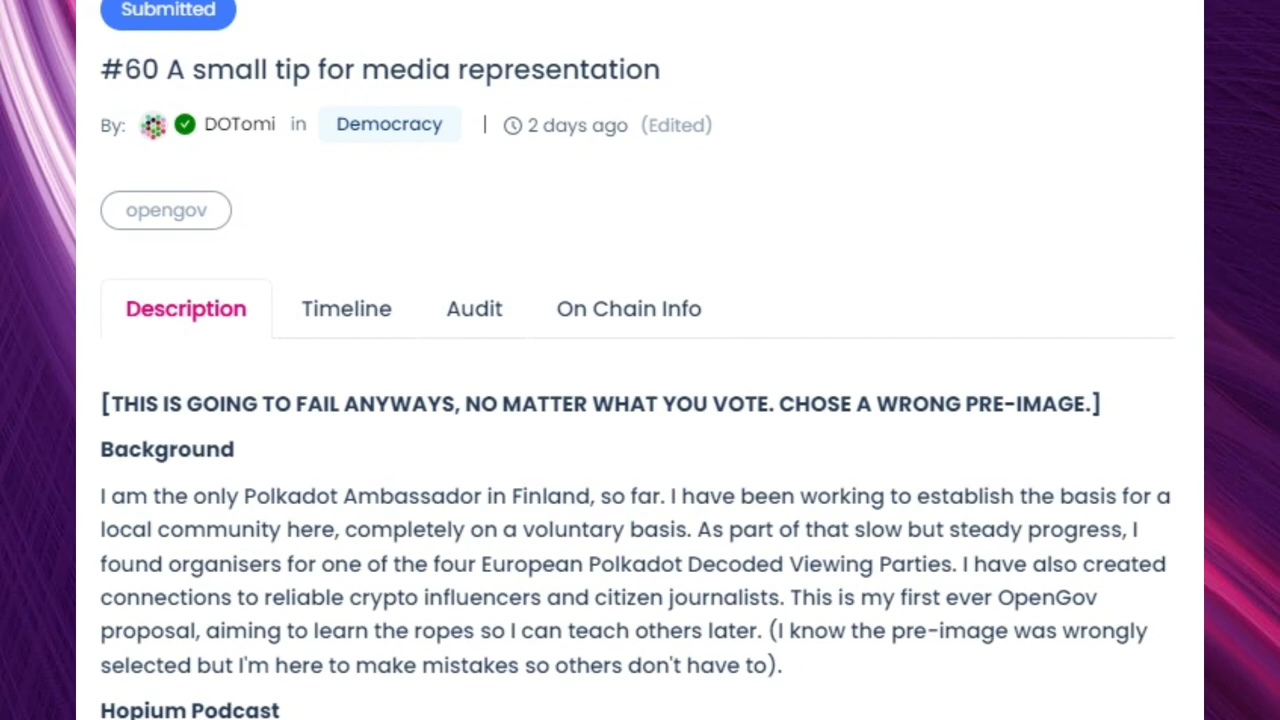 Submitted
#60 A small tip for media representation
By: DOTomi in Democracy | 2 days ago (Edited)
opengov
Description Timeline Audit On Chain Info
[THIS IS GOING TO FAIL ANYWAYS, NO MATTER WHAT YOU VOTE. CHOSE A WRONG PRE-IMAGE.]
Background
I am the only Polkadot Ambassador in Finland, so far. I have been working to establish the basis for a
local community here, completely on a voluntary basis. As part of that slow but steady progress, I
found organisers for one of the four European Polkadot Decoded Viewing Parties. I have also created
connections to reliable crypto influencers and citizen journalists. This is my first ever OpenGov
proposal, aiming to learn the ropes so I can teach others later. (I know the pre-image was wrongly
selected but I'm here to make mistakes so others don't have to).
Hopium Podcast